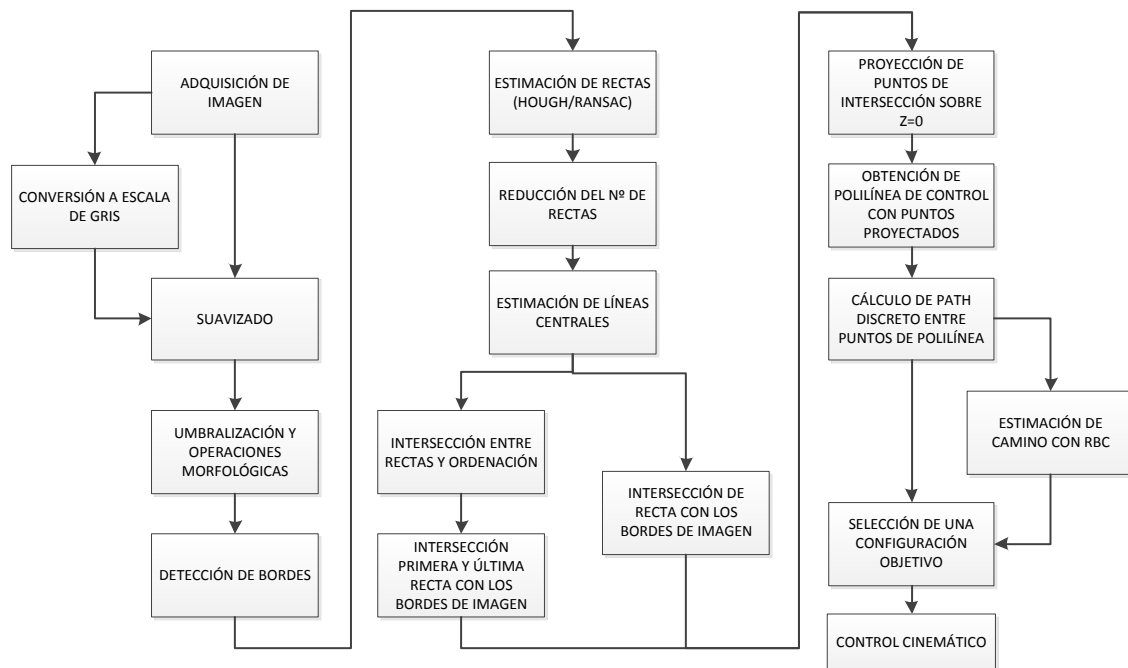 ADQUISICIÓN DE
IMAGEN
CONVERSIÓN A ESCALA
DE GRIS
SUAVIZADO
UMBRALIZACIÓN Y
OPERACIONES
MORFOLÓGICAS
DETECCIÓN DE BORDES
ESTIMACIÓN DE RECTAS
(HOUGH/RANSAC)
REDUCCIÓN DEL Nº DE
RECTAS
ESTIMACIÓN DE LÍNEAS
CENTRALES
INTERSECCIÓN ENTRE
RECTAS Y ORDENACIÓN
INTERSECCIÓN
PRIMERA Y ÚLTIMA
RECTA CON LOS
BORDES DE IMAGEN
INTERSECCIÓN DE
RECTA CON LOS
BORDES DE IMAGEN
PROYECCIÓN DE
PUNTOS DE
INTERSECCIÓN SOBRE
Z=0
OBTENCIÓN DE
POLILÍNEA DE CONTROL
CON PUNTOS
PROYECTADOS
CÁLCULO DE PATH
DISCRETO ENTRE
PUNTOS DE POLILÍNEA
ESTIMACIÓN DE
CAMINO CON RBC
SELECCIÓN DE UNA
CONFIGURACIÓN
OBJETIVO
CONTROL CINEMÁTICO